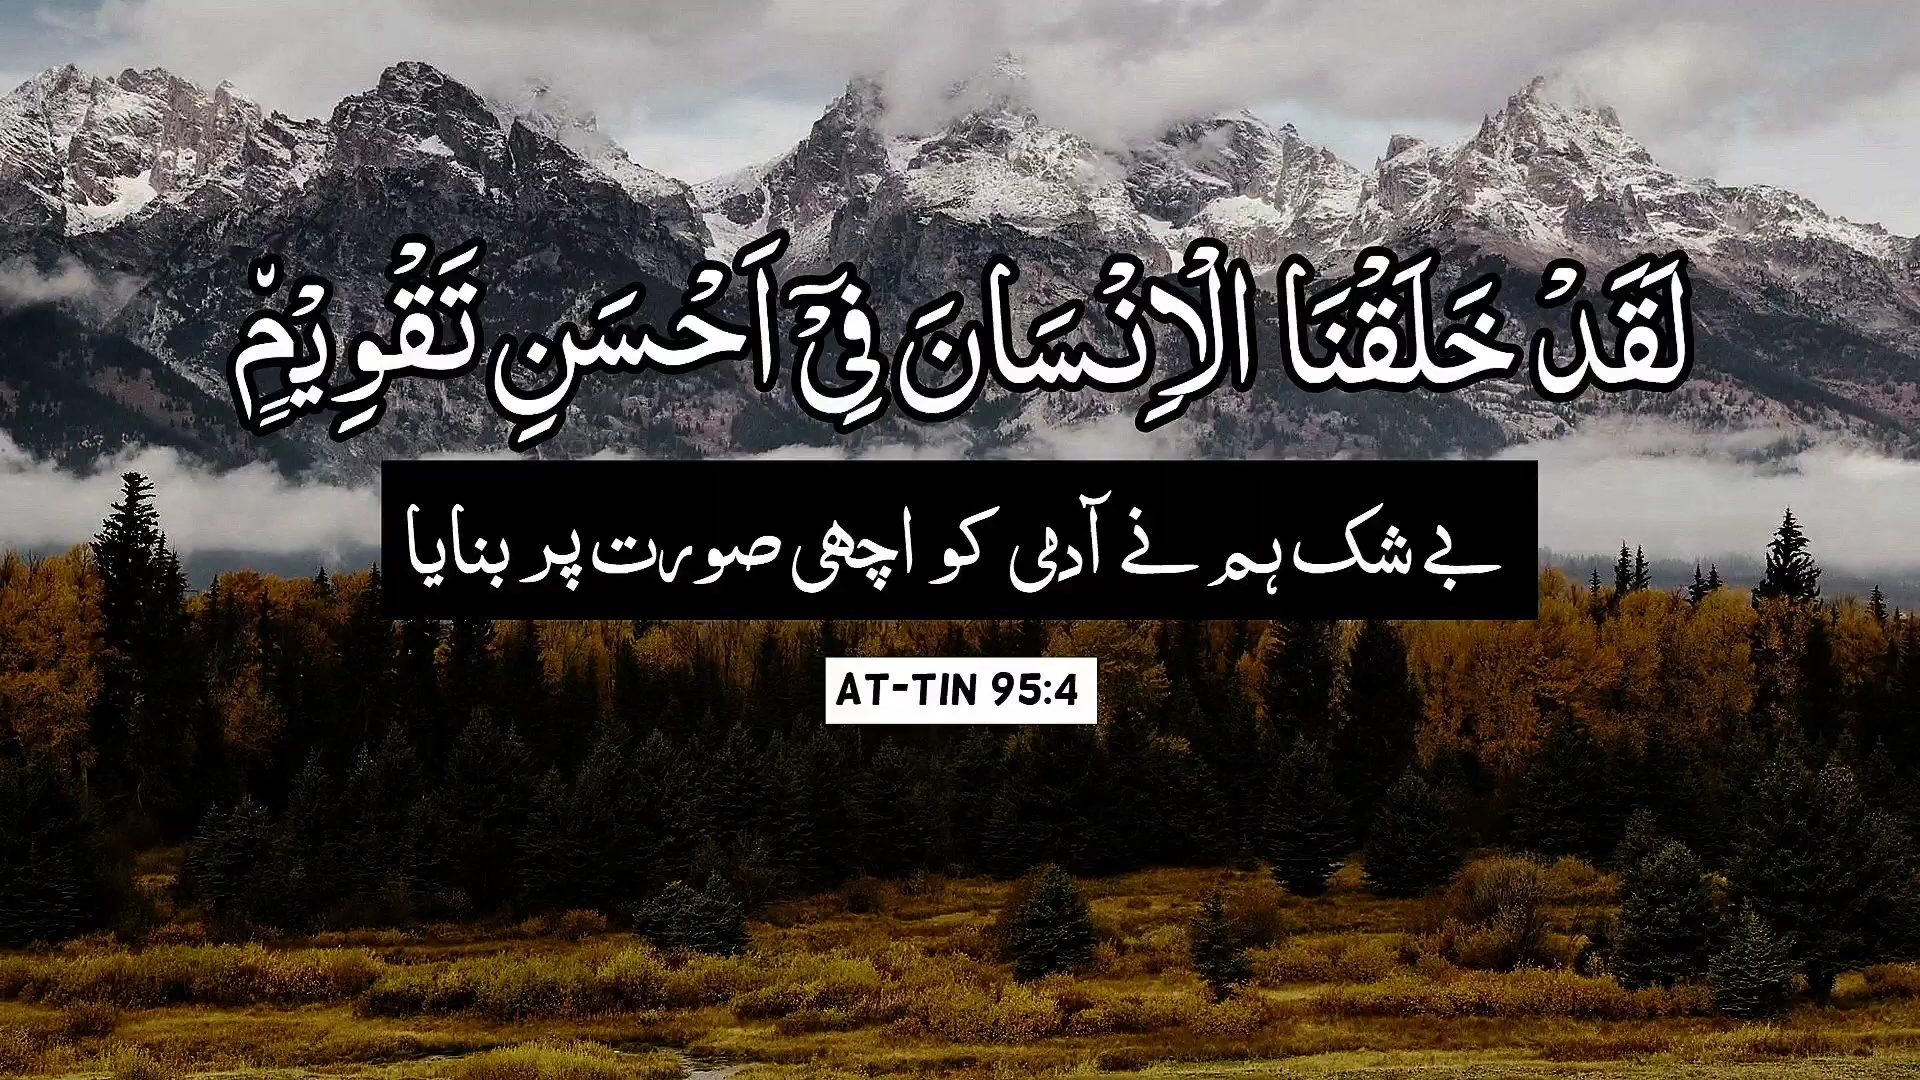 لَقَدْ خَلَقْنَا الْاِنْسَانَ فِىْۤ اَحْسَنِ تَقْوِيْمٍ٘
بے شک ہم نے آدمی کو اچھی صورت پر بنایا
AT-TIN 95:4